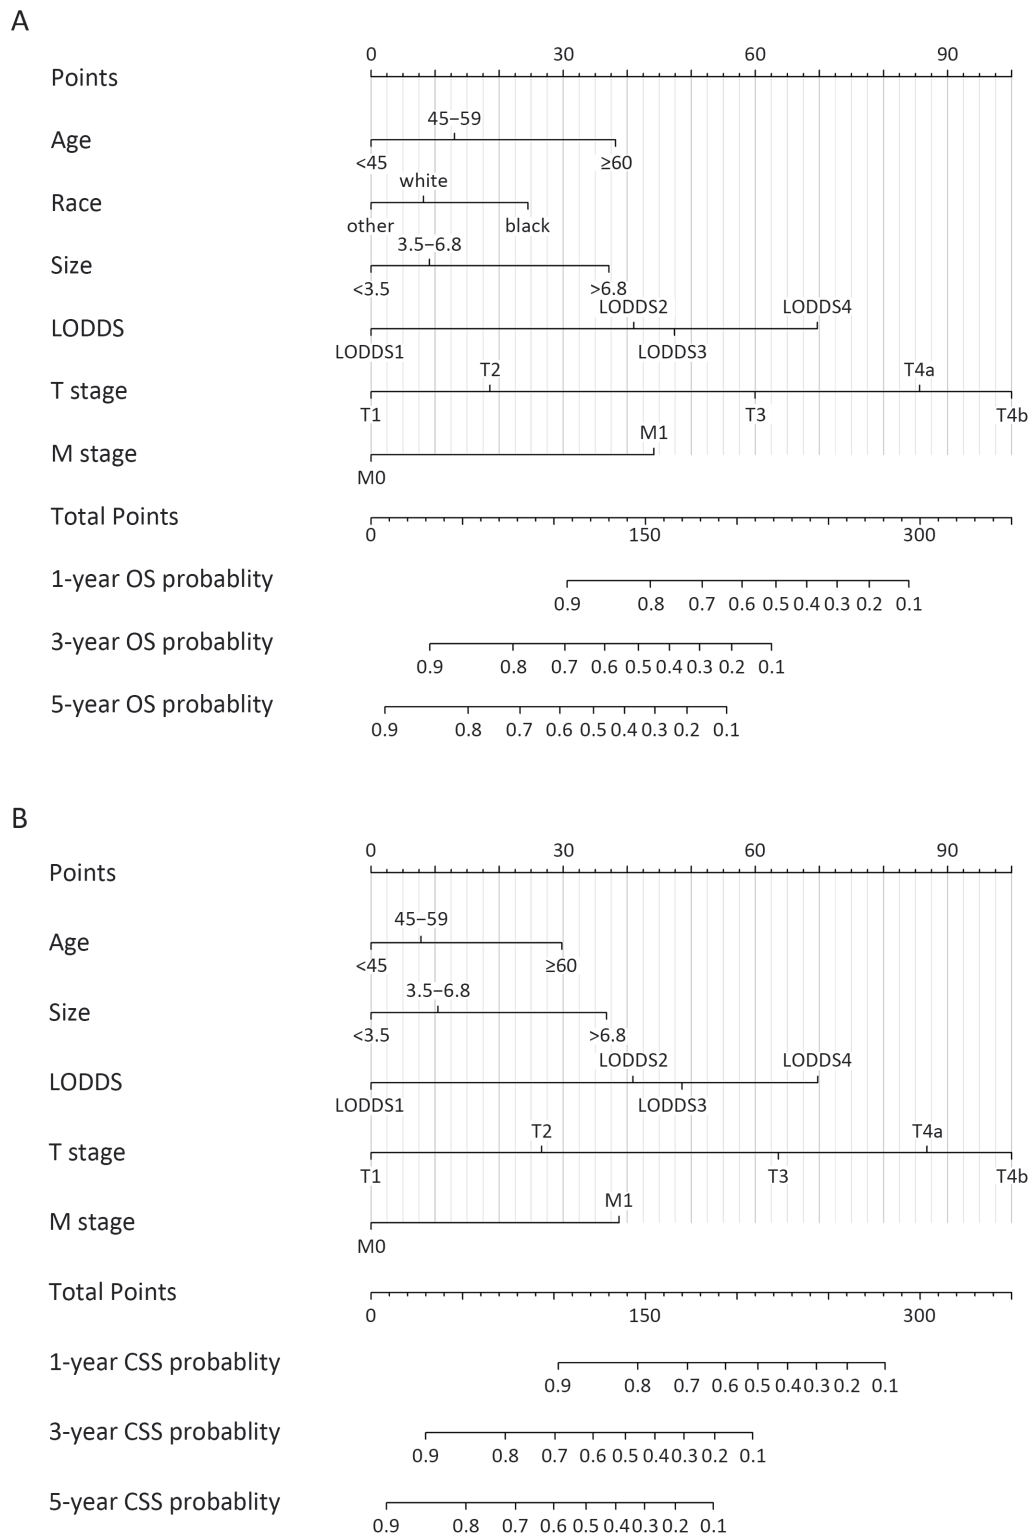 A
0 30 60 90
Points
45–59
Age
<45 ≥60
white
Race
other black
3.5–6.8
Size
<3.5 >6.8
LODDS2 LODDS4
LODDS
LODDS1 LODDS3
T2 T4a
T stage
T1 T3 T4b
M1
M stage
M0
Total Points
0 150 300
1-year OS probablity
0.9 0.8 0.7 0.6 0.5 0.4 0.3 0.2 0.1
3-year OS probablity
0.9 0.8 0.7 0.6 0.5 0.4 0.3 0.2 0.1
5-year OS probablity
0.9 0.8 0.7 0.6 0.5 0.4 0.3 0.2 0.1
B
0 30 60 90
Points
45–59
Age
<45 ≥60
3.5–6.8
Size
<3.5 >6.8
LODDS2 LODDS4
LODDS
LODDS1 LODDS3
T2 T4a
T stage
T1 T3 T4b
M1
M stage
M0
Total Points
0 150 300
1-year CSS probablity
0.9 0.8 0.7 0.6 0.5 0.4 0.3 0.2 0.1
3-year CSS probablity
0.9 0.8 0.7 0.6 0.5 0.4 0.3 0.2 0.1
5-year CSS probablity
0.9 0.8 0.7 0.6 0.5 0.4 0.3 0.2 0.1